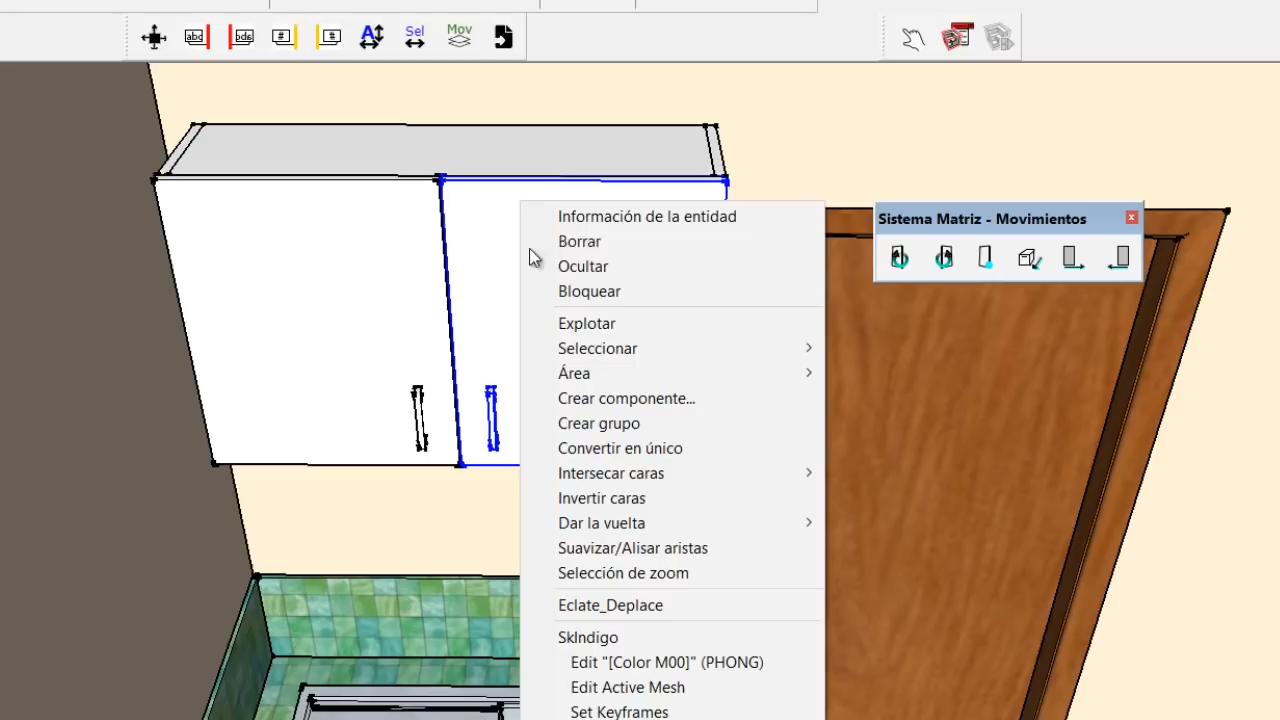 abc
abc
#
#
A
Sel
Mov
Sistema Matriz - Movimientos
x
Información de la entidad
Borrar
Ocultar
Bloquear
Explotar
Seleccionar
Área
Crear componente...
Crear grupo
Convertir en único
Intersecar caras
Invertir caras
Dar la vuelta
Suavizar/Alisar aristas
Selección de zoom
Eclate_Deplace
SkIndigo
Edit "[Color M00]" (PHONG)
Edit Active Mesh
Set Keyframes